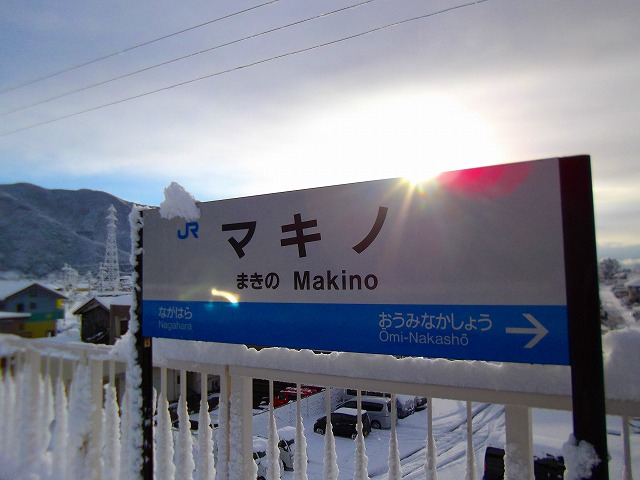 JR
マキノ
まきの Makino
ながはら
Nagahara
おうみなかしょう
Ōmi-Nakashō